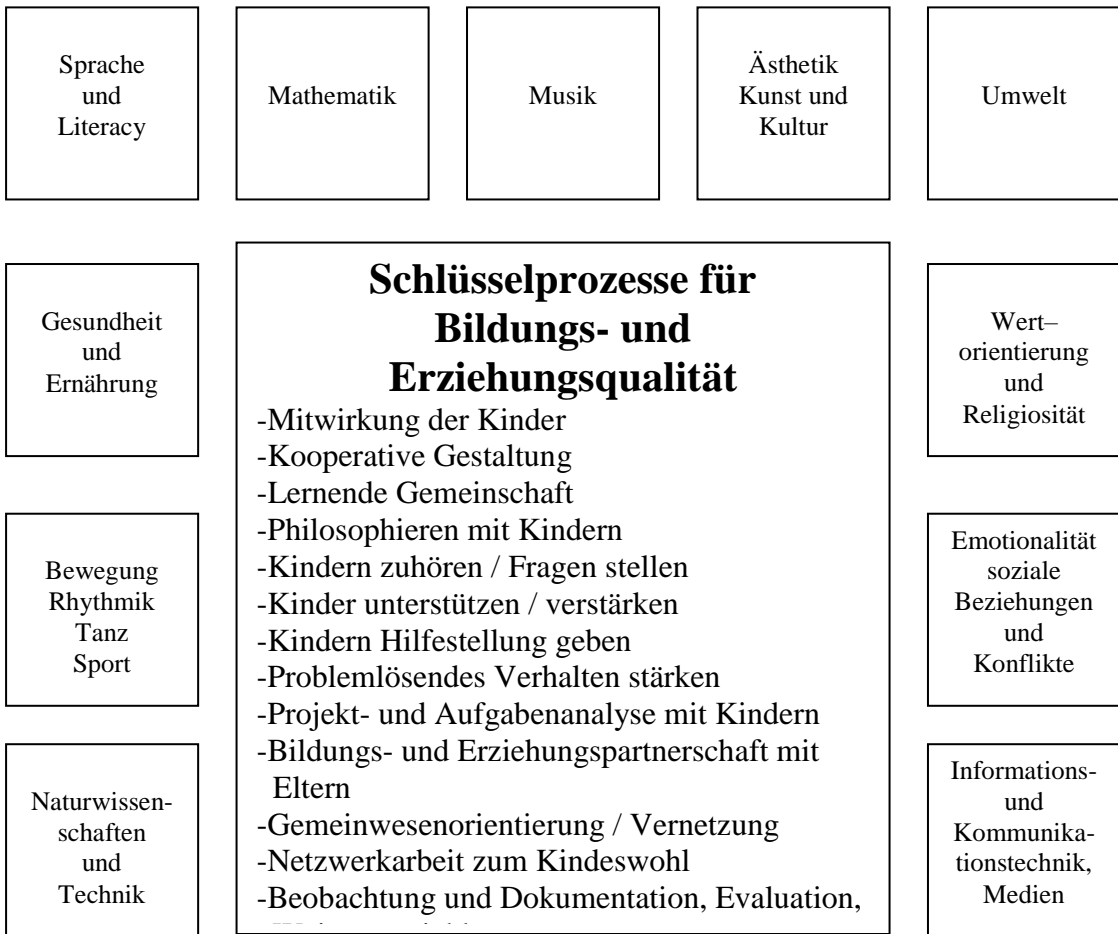 Sprache
und
Literacy
Mathematik
Musik
Ästhetik
Kunst und
Kultur
Umwelt
Gesundheit
und
Ernährung
Schlüsselprozesse für
Bildungs- und
Erziehungsqualität
-Mitwirkung der Kinder
-Kooperative Gestaltung
-Lernende Gemeinschaft
-Philosophieren mit Kindern
-Kindern zuhören / Fragen stellen
-Kinder unterstützen / verstärken
-Kindern Hilfestellung geben
-Problemlösendes Verhalten stärken
-Projekt- und Aufgabenanalyse mit Kindern
-Bildungs- und Erziehungspartnerschaft mit
Eltern
-Gemeinwesenorientierung / Vernetzung
-Netzwerkarbeit zum Kindeswohl
-Beobachtung und Dokumentation, Evaluation,
Wert–
orientierung
und
Religiosität
Bewegung
Rhythmik
Tanz
Sport
Emotionalität
soziale
Beziehungen
und
Konflikte
Naturwissen-
schaften
und
Technik
Informations-
und
Kommunika-
tionstechnik,
Medien